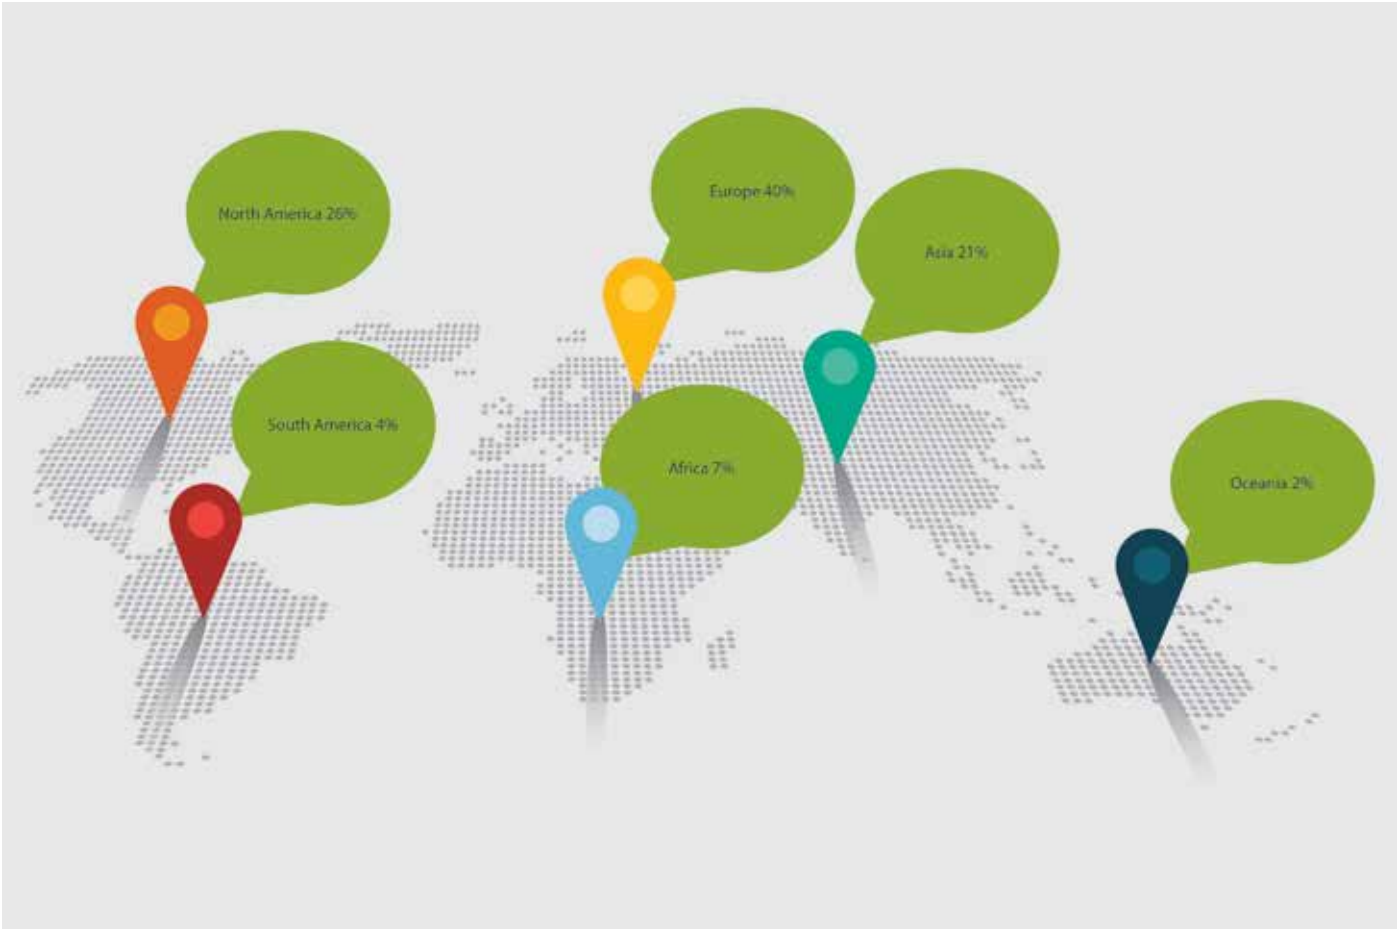 North America 26%
Europe 40%
Asia 21%
South America 4%
Africa 7%
Oceania 2%